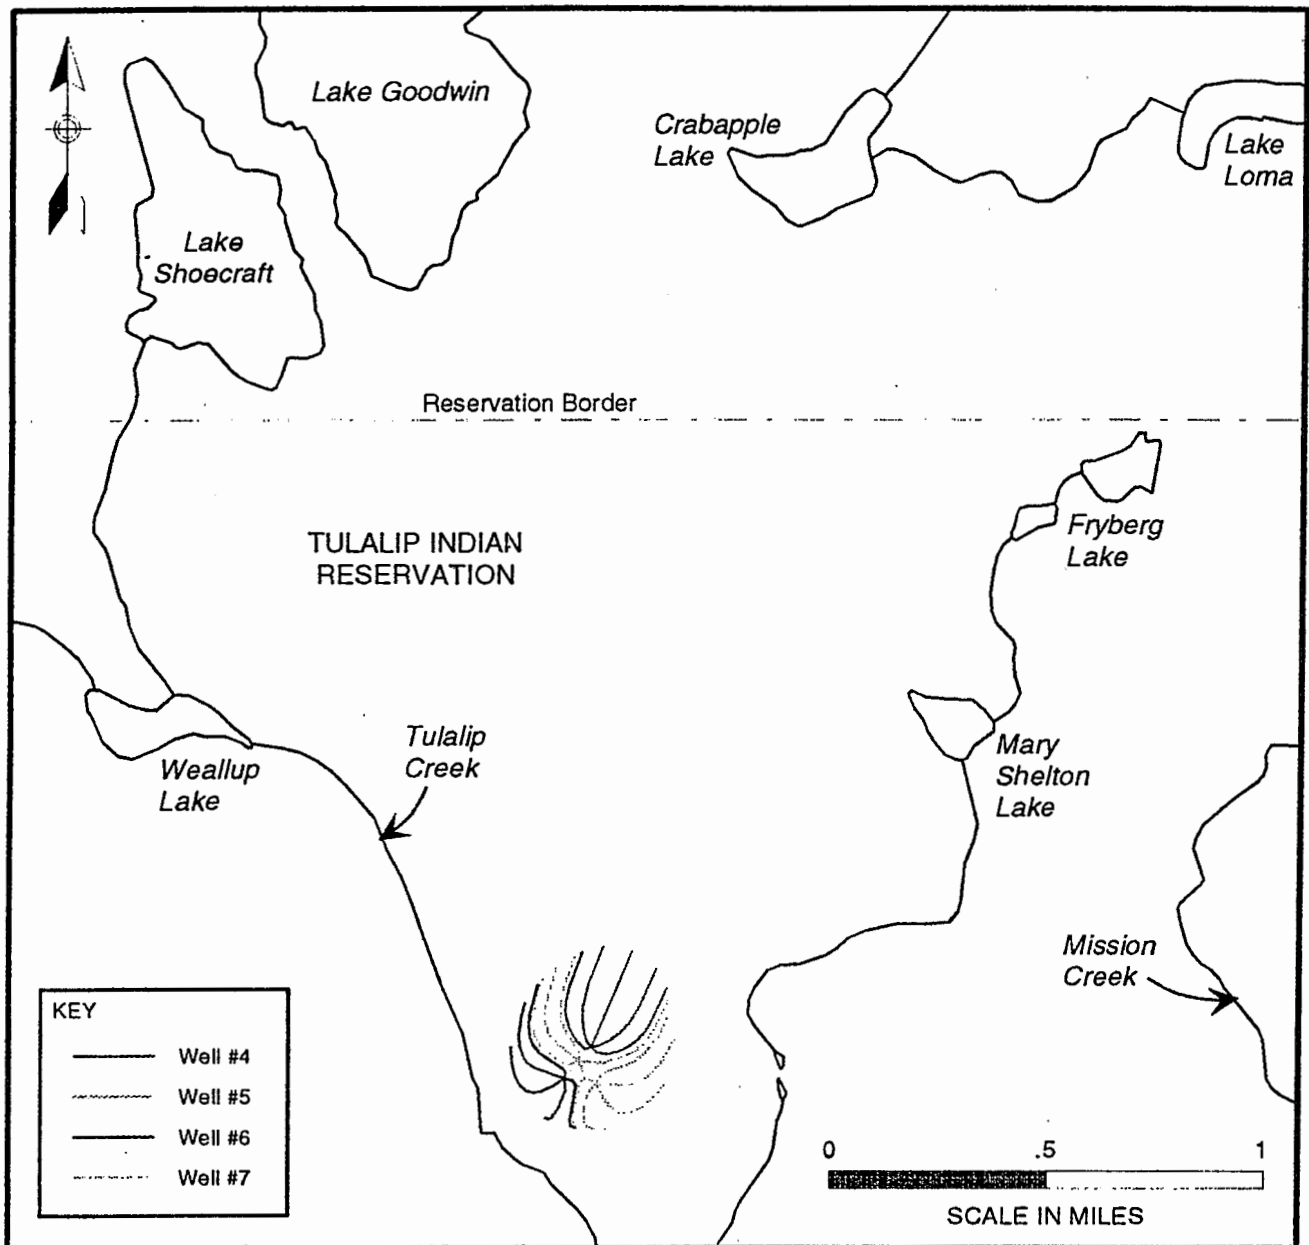 Lake Goodwin
Crabapple
Lake
Lake
Loma
Lake
Shoecraft
Reservation Border
TULALIP INDIAN
RESERVATION
Fryberg
Lake
Tulalip
Creek
Weallup
Lake
Mary
Shelton
Lake
Mission
Creek
KEY
Well #4
Well #5
Well #6
Well #7
0 .5 1
SCALE IN MILES